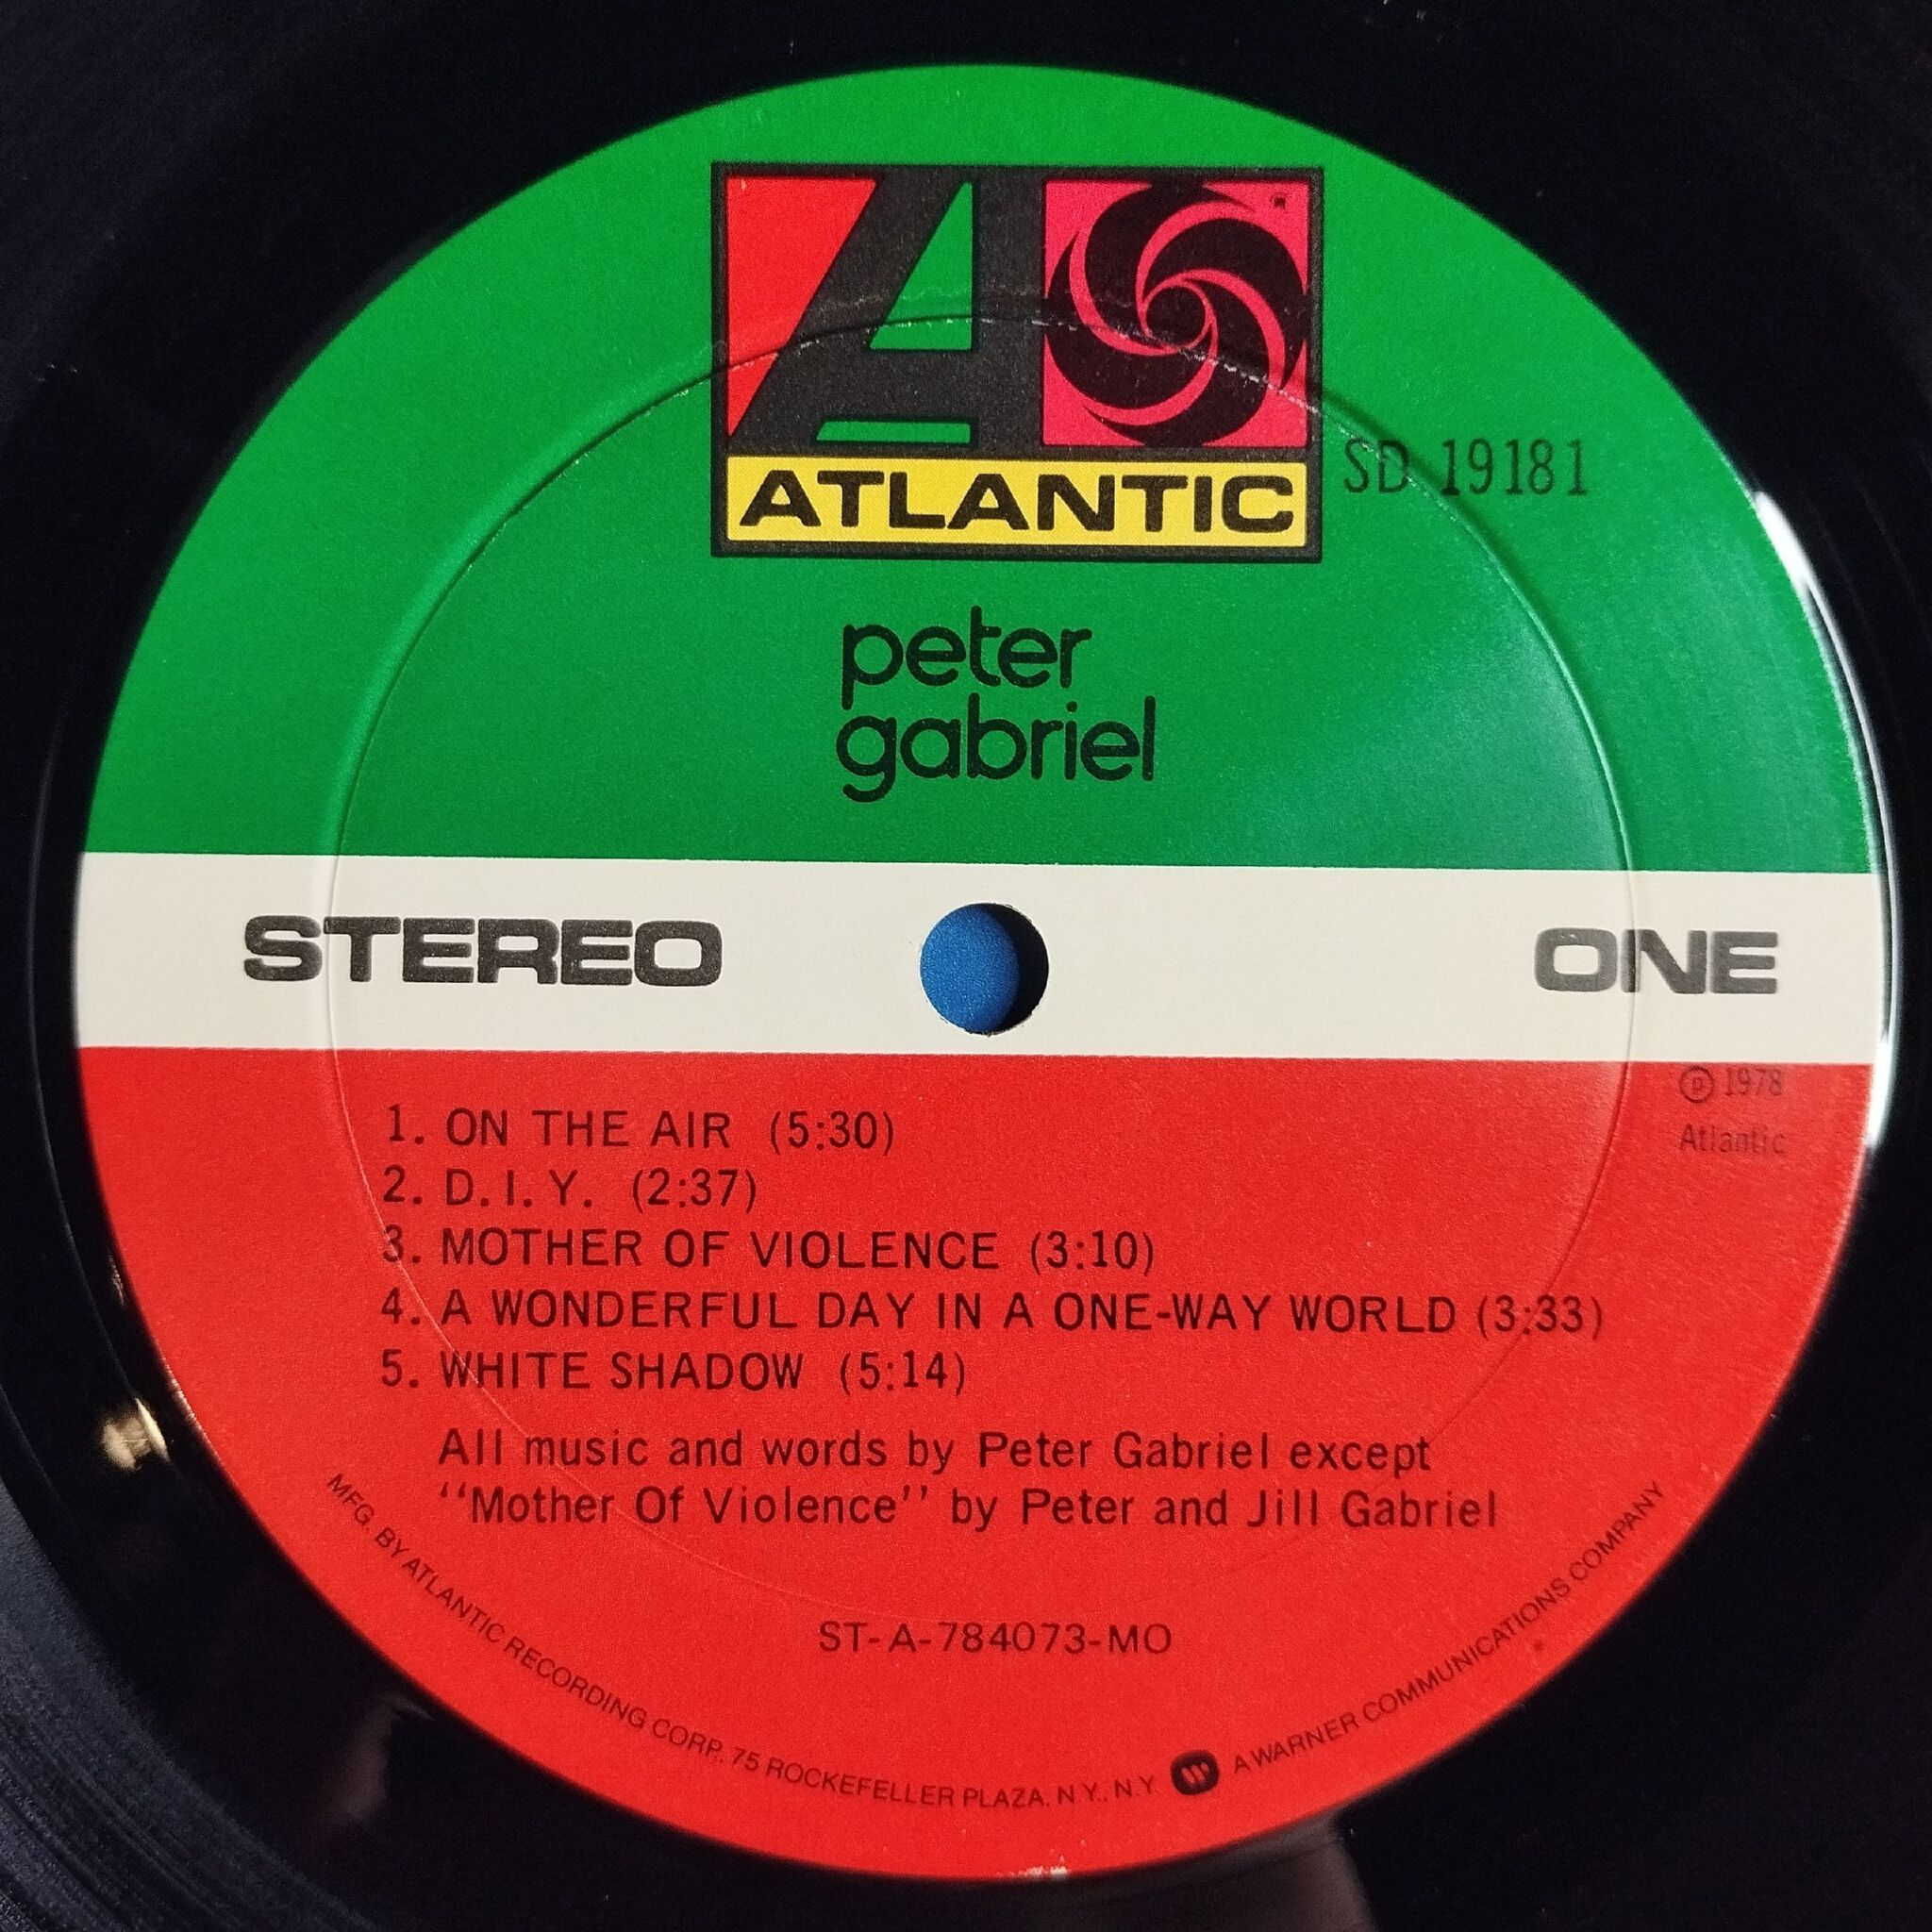 ATLANTIC
SD 19181
peter
gabriel
STEREO
ONE
℗ 1978
Atlantic
1. ON THE AIR (5:30)
2. D.I.Y. (2:37)
3. MOTHER OF VIOLENCE (3:10)
4. A WONDERFUL DAY IN A ONE-WAY WORLD (3:33)
5. WHITE SHADOW (5:14)
All music and words by Peter Gabriel except
“Mother Of Violence” by Peter and Jill Gabriel
ST-A-784073-MO
MFG. BY ATLANTIC RECORDING CORP., 75 ROCKEFELLER PLAZA, N.Y., N.Y. A WARNER COMMUNICATIONS COMPANY